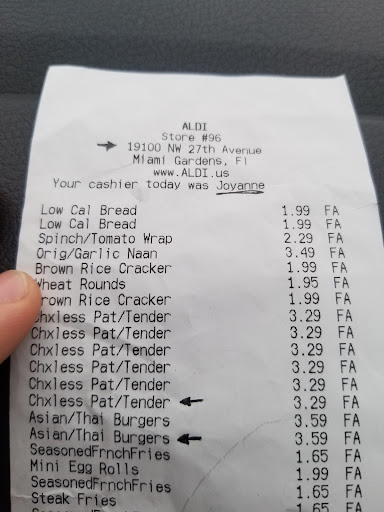 ALDI
Store #96
19100 NW 27th Avenue
Miami Gardens, Fl
www.ALDI.us
Your cashier today was Joyanne
Low Cal Bread 1.99 FA
Low Cal Bread 1.99 FA
Spinch/Tomato Wrap 2.29 FA
Orig/Garlic Naan 3.49 FA
Brown Rice Cracker 1.99 FA
Wheat Rounds 1.95 FA
Brown Rice Cracker 1.99 FA
Chxless Pat/Tender 3.29 FA
Chxless Pat/Tender 3.29 FA
Chxless Pat/Tender 3.29 FA
Chxless Pat/Tender 3.29 FA
Chxless Pat/Tender 3.29 FA
Chxless Pat/Tender 3.29 FA
Asian/Thai Burgers 3.59 FA
Asian/Thai Burgers 3.59 FA
SeasonedFrnchFries 1.65 FA
Mini Egg Rolls 1.99 FA
SeasonedFrnchFries 1.65 FA
Steak Fries 1.65 FA